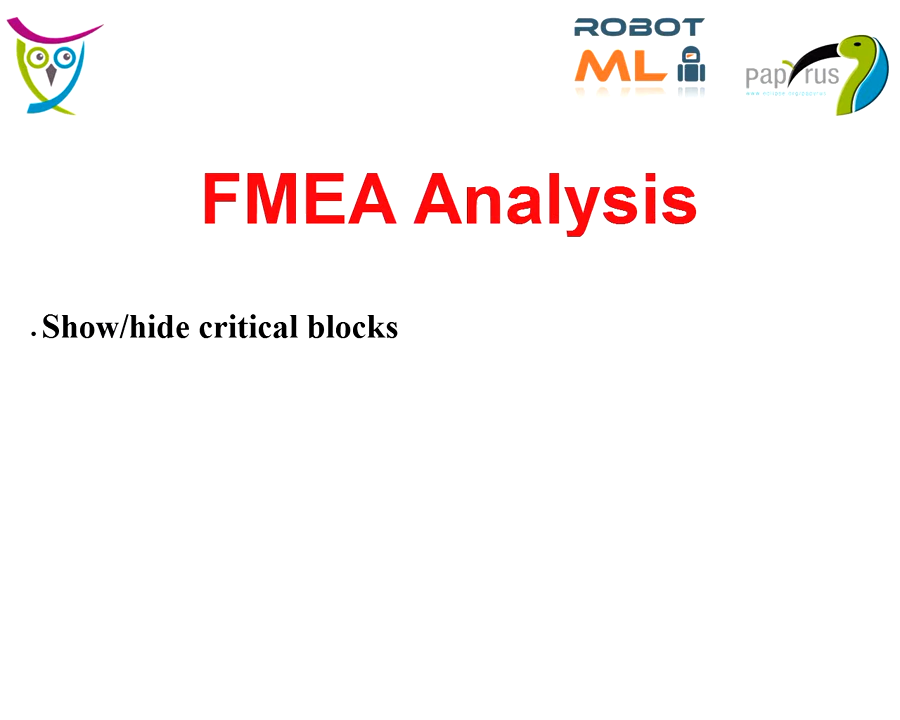 ROBOT
ML
papyrus
FMEA Analysis
. Show/hide critical blocks